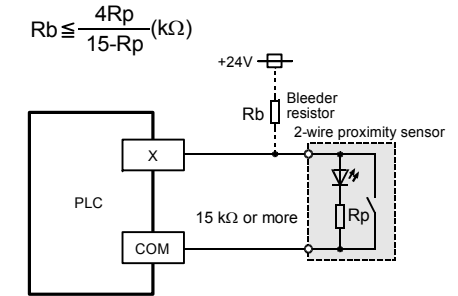 Rb≦ 4Rp / 15-Rp (kΩ)
+24V
Rb
Bleeder
resistor
2-wire proximity sensor
X
PLC
15 kΩ or more
Rp
COM